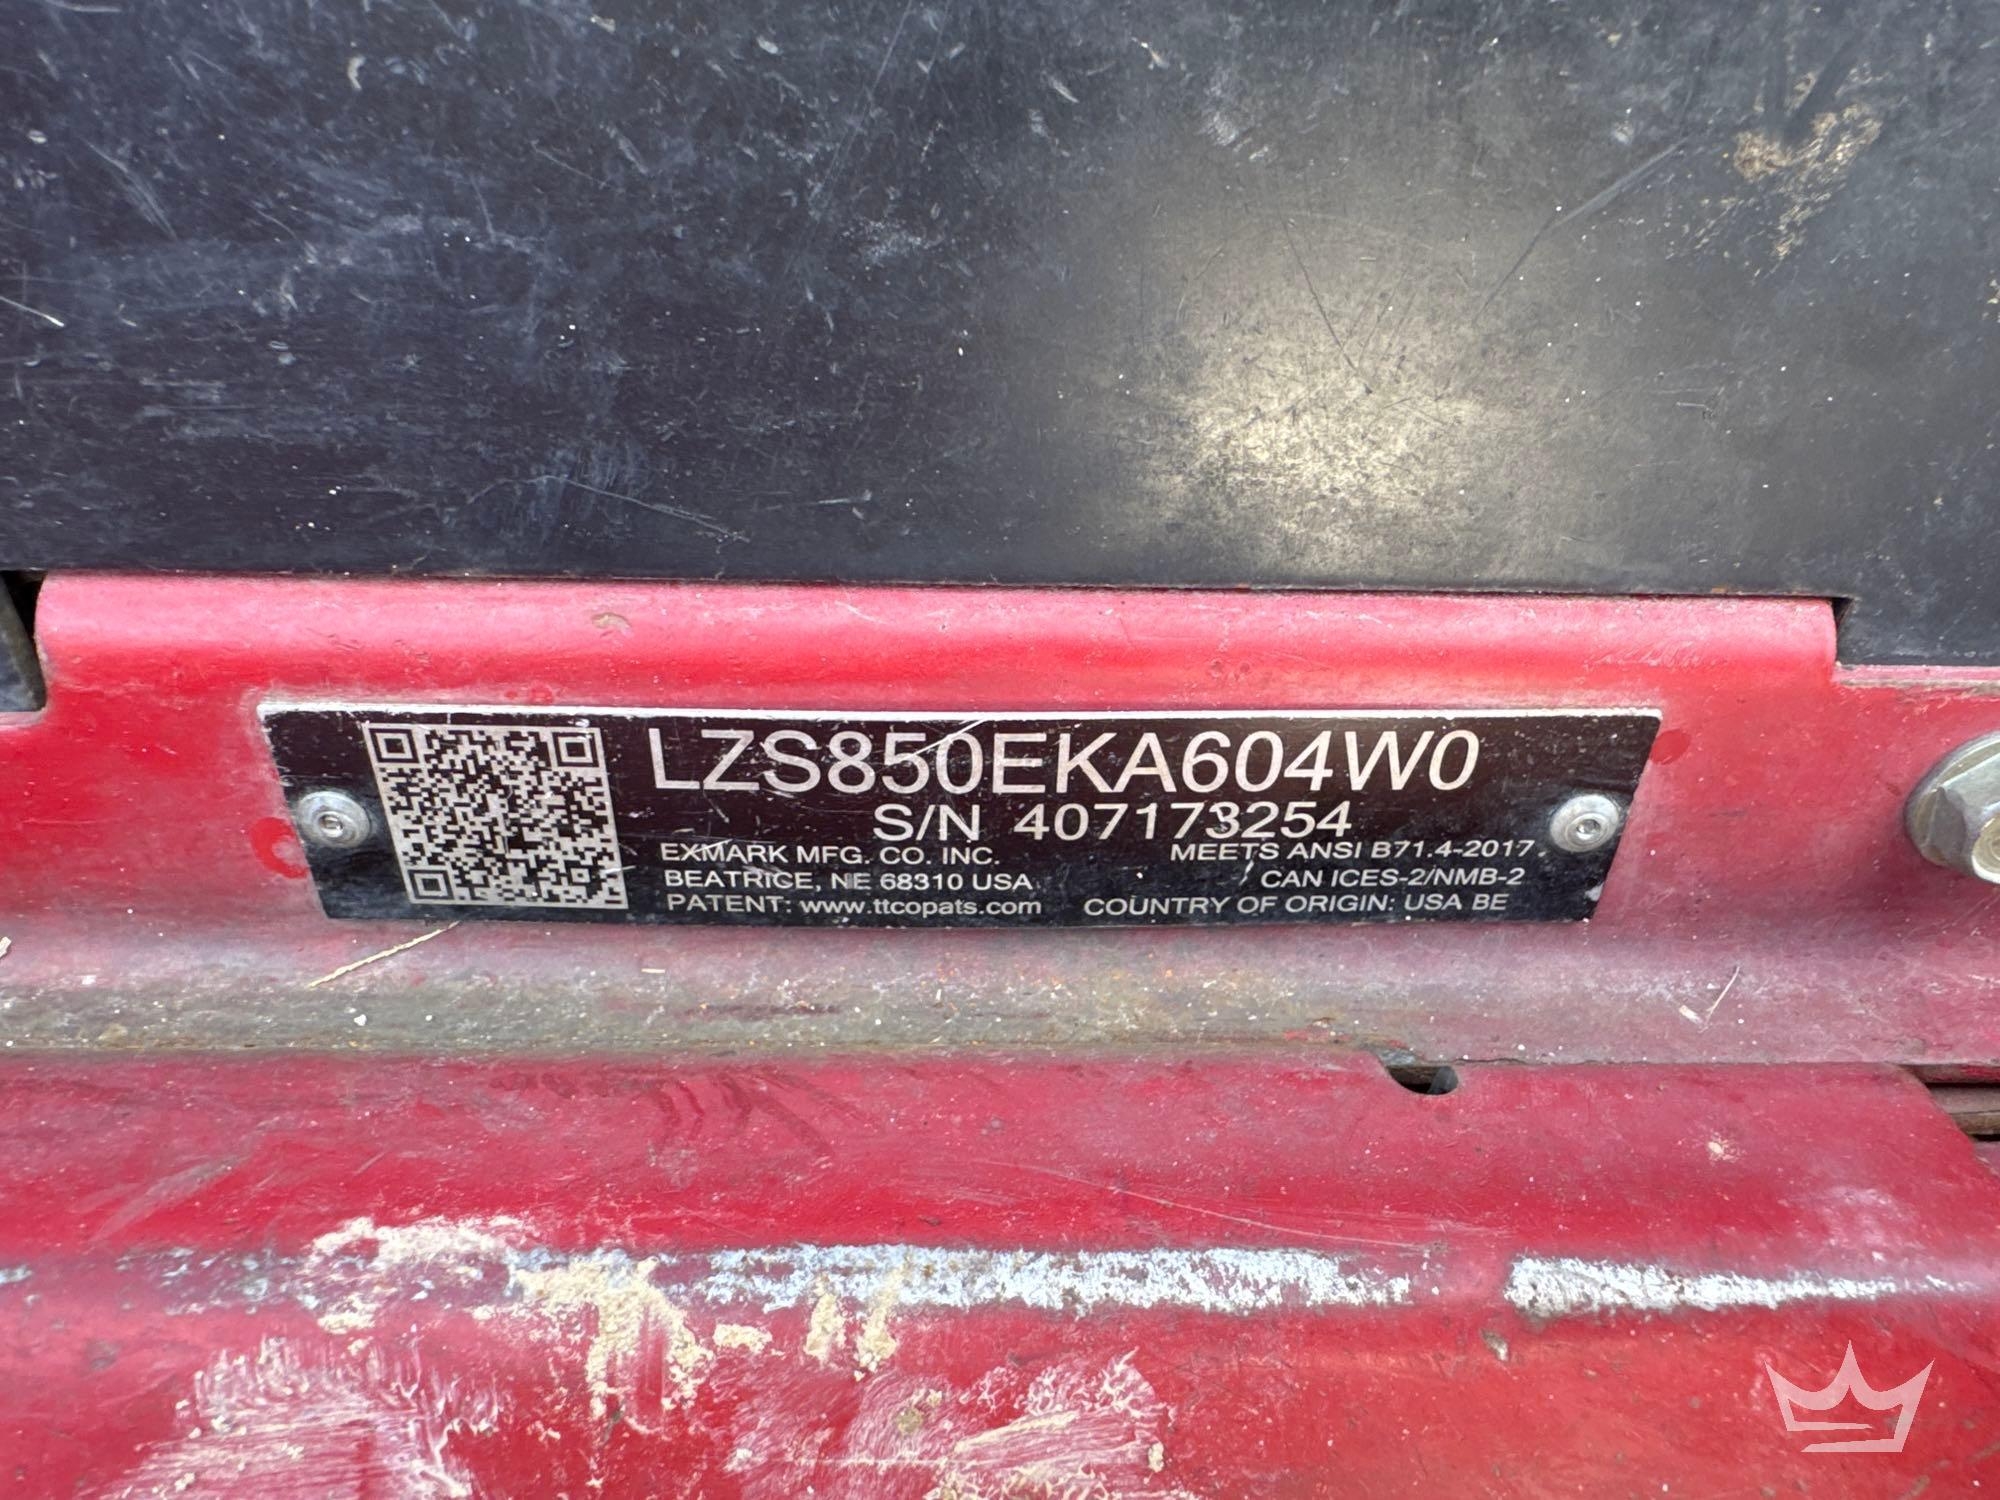 LZS850EKA604W0
S/N 407173254
EXMARK MFG. CO. INC. MEETS ANSI B71.4-2017
BEATRICE, NE 68310 USA CAN ICES-2/NMB-2
PATENT: www.ttcopats.com COUNTRY OF ORIGIN: USA BE